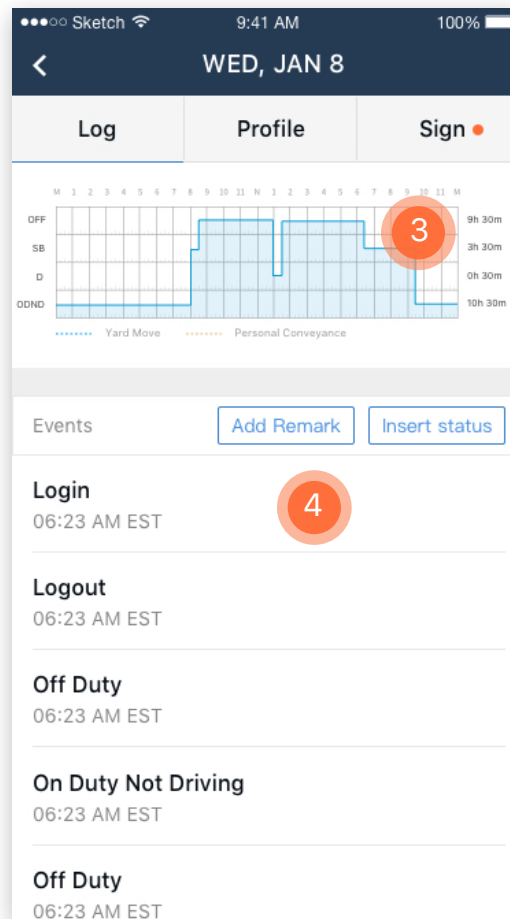 Sketch 9:41 AM 100%
WED, JAN 8
Log Profile Sign
M 1 2 3 4 5 6 7 8 9 10 11 N 1 2 3 4 5 6 7 8 9 10 11 M
OFF 9h 30m
3
SB 3h 30m
D 0h 30m
ODND 10h 30m
Yard Move Personal Conveyance
Events Add Remark Insert status
Login
06:23 AM EST
4
Logout
06:23 AM EST
Off Duty
06:23 AM EST
On Duty Not Driving
06:23 AM EST
Off Duty
06:23 AM EST